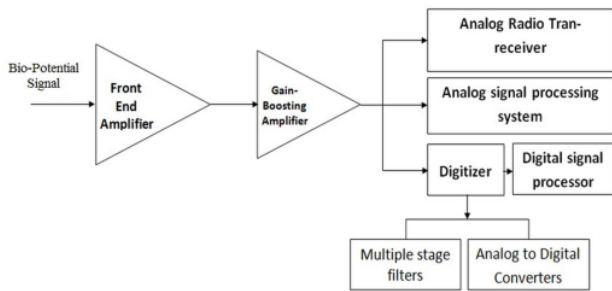 Bio-Potential
Signal
Front
End
Amplifier
Gain-
Boosting
Amplifier
Analog Radio Tran-
receiver
Analog signal processing
system
Digitizer
Digital signal
processor
Multiple stage
filters
Analog to Digital
Converters